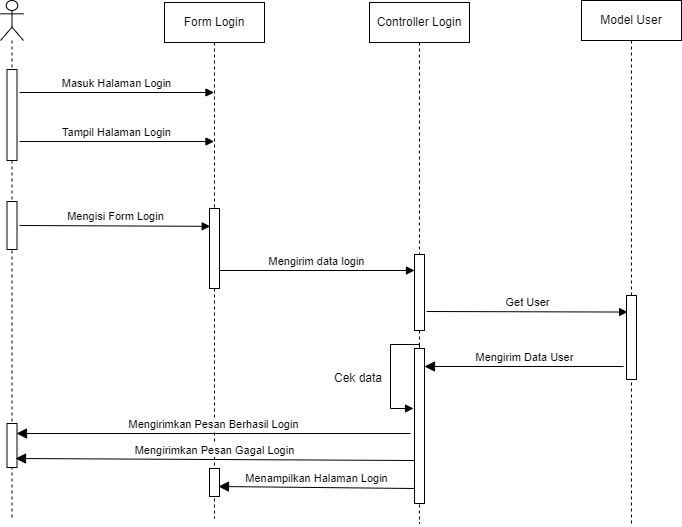 Form Login
Controller Login
Model User
Masuk Halaman Login
Tampil Halaman Login
Mengisi Form Login
Mengirim data login
Get User
Mengirim Data User
Cek data
Mengirimkan Pesan Berhasil Login
Mengirimkan Pesan Gagal Login
Menampilkan Halaman Login